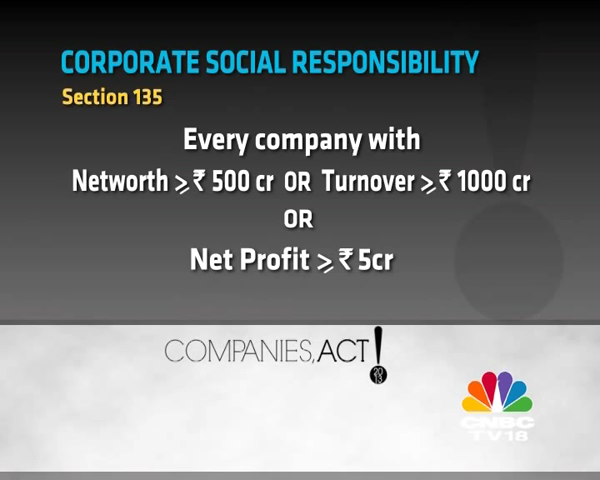 CORPORATE SOCIAL RESPONSIBILITY
Section 135
Every company with
Networth ⩾ ₹ 500 cr OR Turnover ⩾ ₹ 1000 cr
OR
Net Profit ⩾ ₹ 5cr
COMPANIES, ACT!
2013
CNBC
TV18